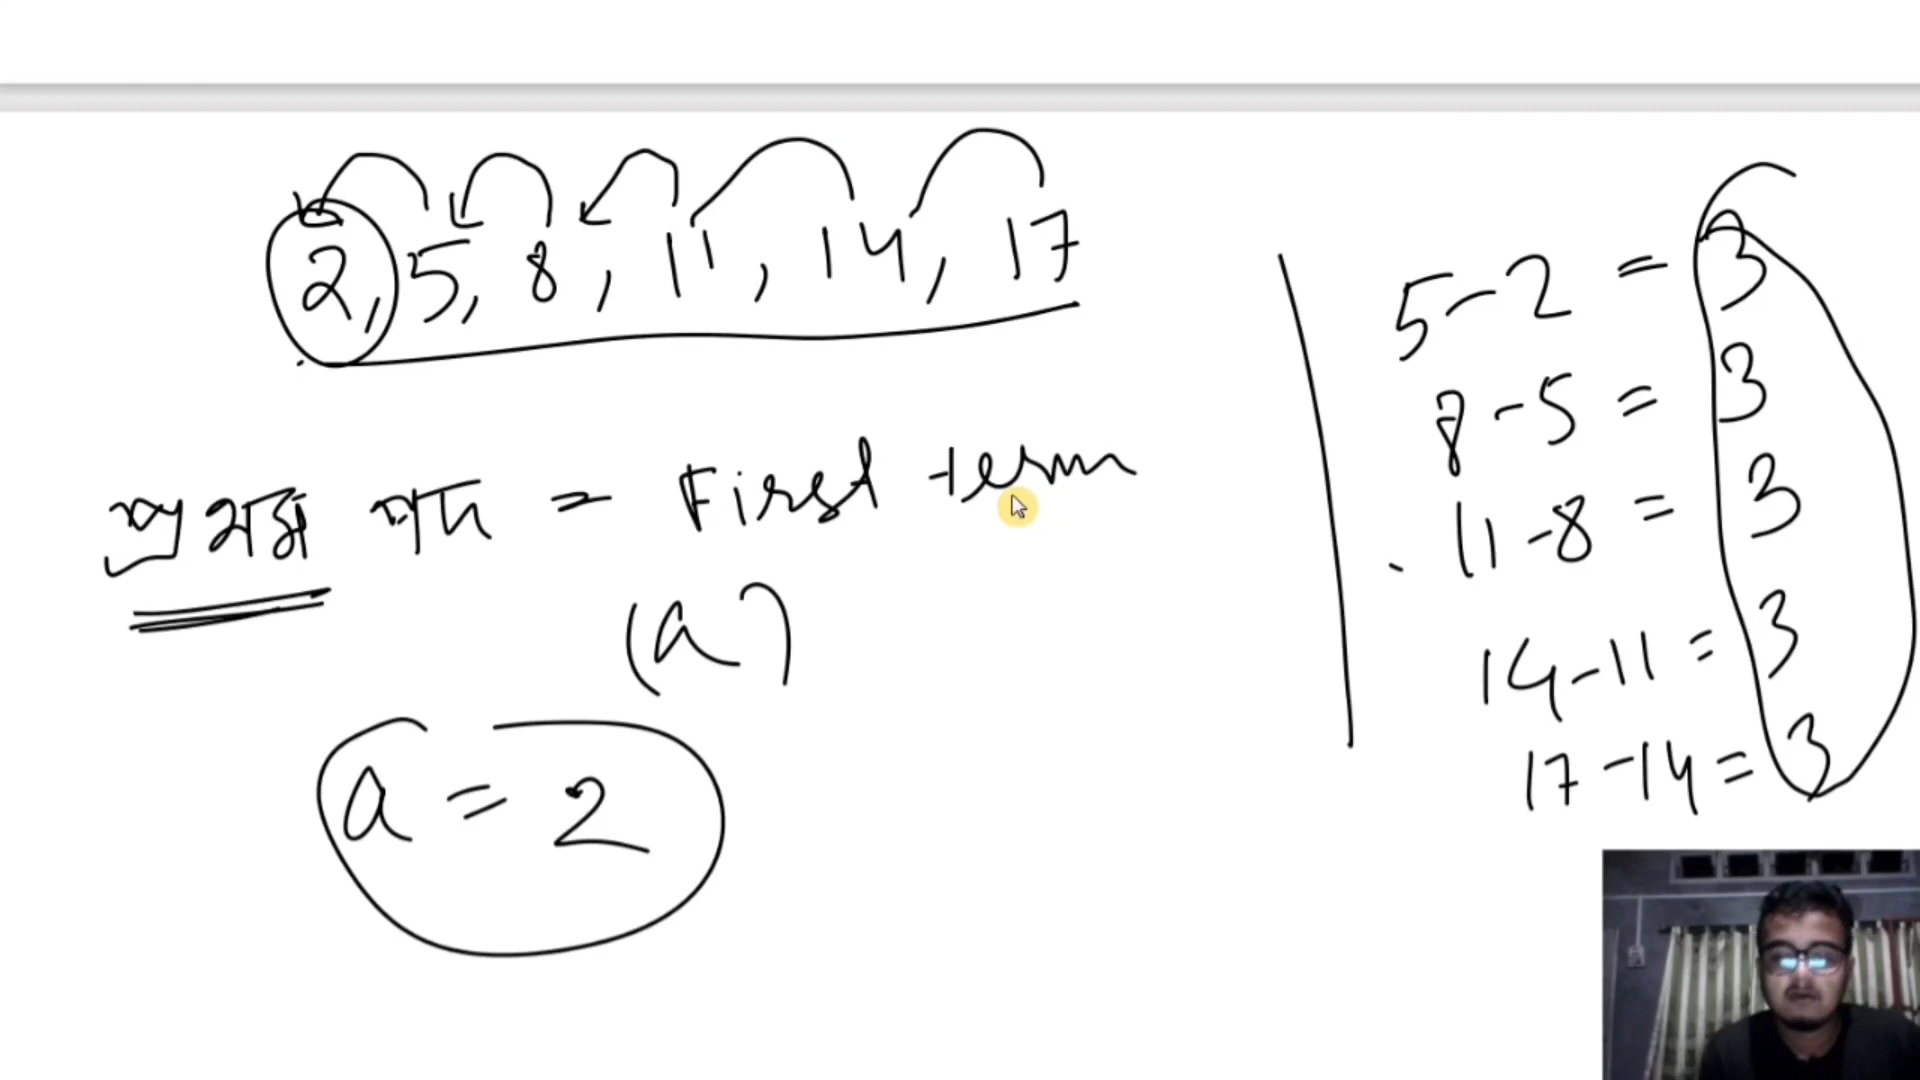 2, 5, 8, 11, 14, 17
পদ = First term
(a)
a = 2
5-2 = 3
8-5 = 3
11-8 = 3
14-11 = 3
17-14 = 3